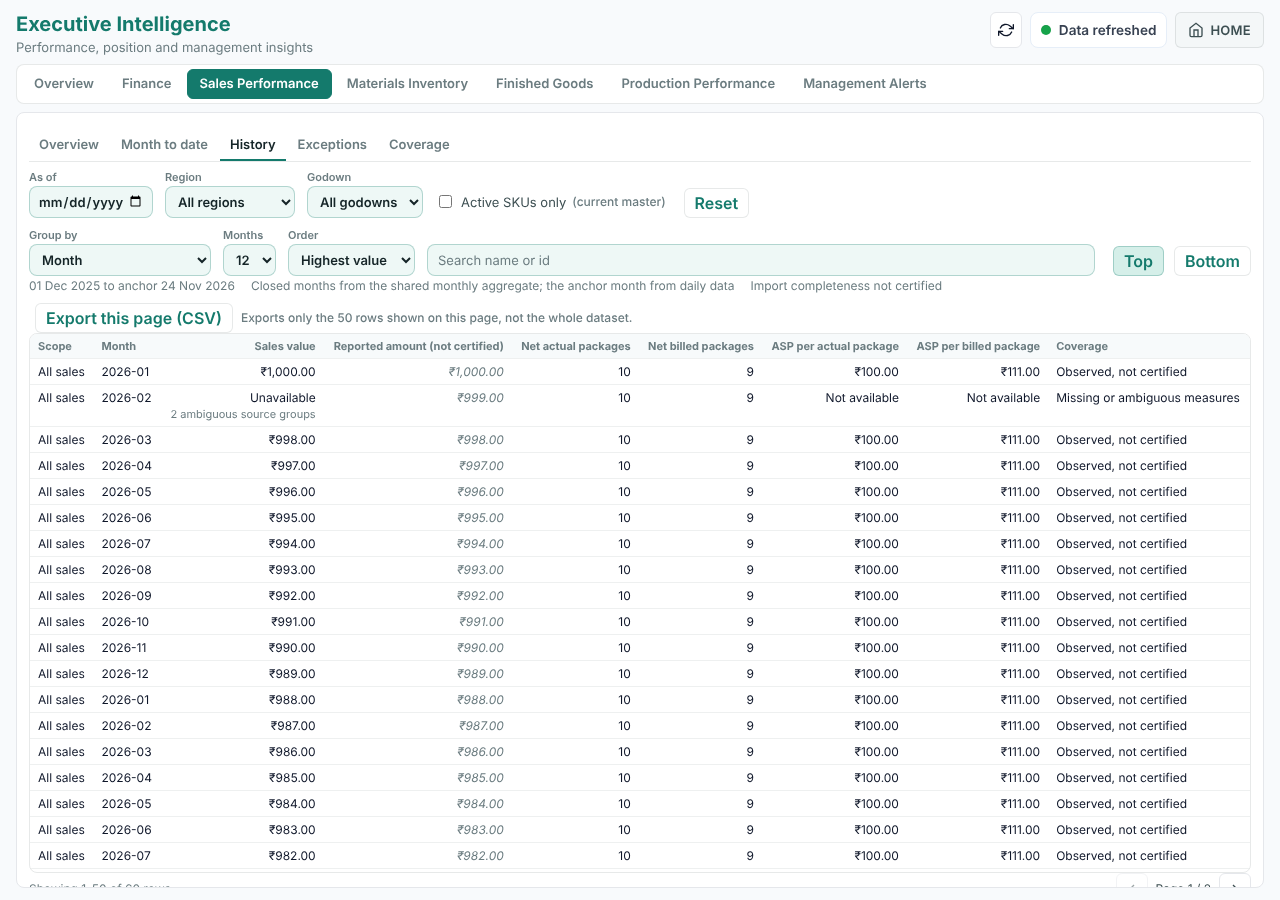 Executive Intelligence
Performance, position and management insights
Data refreshed
HOME
Overview Finance Sales Performance Materials Inventory Finished Goods Production Performance Management Alerts
Overview Month to date History Exceptions Coverage
As of Region Godown
mm/dd/yyyy All regions All godowns Active SKUs only (current master) Reset
Group by Months Order
Month 12 Highest value Search name or id Top Bottom
01 Dec 2025 to anchor 24 Nov 2026 Closed months from the shared monthly aggregate; the anchor month from daily data Import completeness not certified
Export this page (CSV) Exports only the 50 rows shown on this page, not the whole dataset.
Scope Month Sales value Reported amount (not certified) Net actual packages Net billed packages ASP per actual package ASP per billed package Coverage
All sales 2026-01 ₹1,000.00 ₹1,000.00 10 9 ₹100.00 ₹111.00 Observed, not certified
All sales 2026-02 Unavailable ₹999.00 10 9 Not available Not available Missing or ambiguous measures
2 ambiguous source groups
All sales 2026-03 ₹998.00 ₹998.00 10 9 ₹100.00 ₹111.00 Observed, not certified
All sales 2026-04 ₹997.00 ₹997.00 10 9 ₹100.00 ₹111.00 Observed, not certified
All sales 2026-05 ₹996.00 ₹996.00 10 9 ₹100.00 ₹111.00 Observed, not certified
All sales 2026-06 ₹995.00 ₹995.00 10 9 ₹100.00 ₹111.00 Observed, not certified
All sales 2026-07 ₹994.00 ₹994.00 10 9 ₹100.00 ₹111.00 Observed, not certified
All sales 2026-08 ₹993.00 ₹993.00 10 9 ₹100.00 ₹111.00 Observed, not certified
All sales 2026-09 ₹992.00 ₹992.00 10 9 ₹100.00 ₹111.00 Observed, not certified
All sales 2026-10 ₹991.00 ₹991.00 10 9 ₹100.00 ₹111.00 Observed, not certified
All sales 2026-11 ₹990.00 ₹990.00 10 9 ₹100.00 ₹111.00 Observed, not certified
All sales 2026-12 ₹989.00 ₹989.00 10 9 ₹100.00 ₹111.00 Observed, not certified
All sales 2026-01 ₹988.00 ₹988.00 10 9 ₹100.00 ₹111.00 Observed, not certified
All sales 2026-02 ₹987.00 ₹987.00 10 9 ₹100.00 ₹111.00 Observed, not certified
All sales 2026-03 ₹986.00 ₹986.00 10 9 ₹100.00 ₹111.00 Observed, not certified
All sales 2026-04 ₹985.00 ₹985.00 10 9 ₹100.00 ₹111.00 Observed, not certified
All sales 2026-05 ₹984.00 ₹984.00 10 9 ₹100.00 ₹111.00 Observed, not certified
All sales 2026-06 ₹983.00 ₹983.00 10 9 ₹100.00 ₹111.00 Observed, not certified
All sales 2026-07 ₹982.00 ₹982.00 10 9 ₹100.00 ₹111.00 Observed, not certified